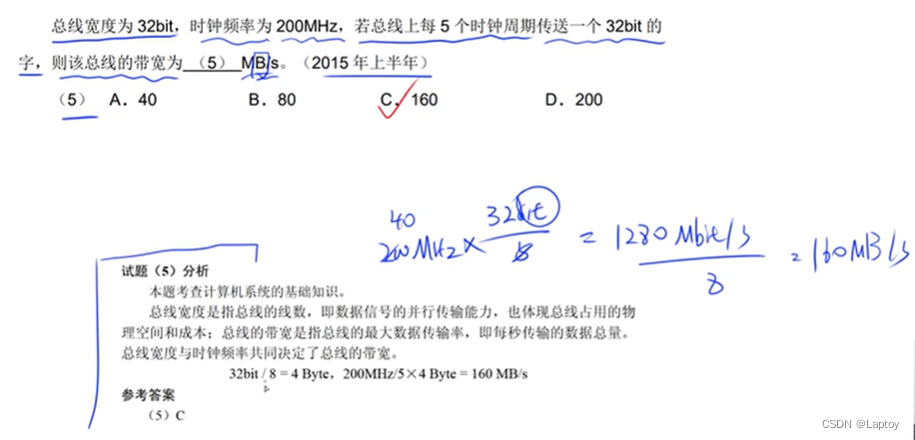 总线宽度为 32bit，时钟频率为 200MHz，若总线上每 5 个时钟周期传送一个 32bit 的
字，则该总线的带宽为 （5） MB/s。（2015 年上半年）
（5） A．40 B．80 C．160 D．200
40 32bit
200MHz × = 1280 Mbit/s = 160MB/s
8
试题（5）分析
本题考查计算机系统的基础知识。
总线宽度是指总线的线数，即数据信号的并行传输能力，也体现总线占用的物
理空间和成本；总线的带宽是指总线的最大数据传输率，即每秒传输的数据总量。
总线宽度与时钟频率共同决定了总线的带宽。
32bit / 8 = 4 Byte，200MHz/5×4 Byte = 160 MB/s
参考答案
（5）C
CSDN @Laptoy